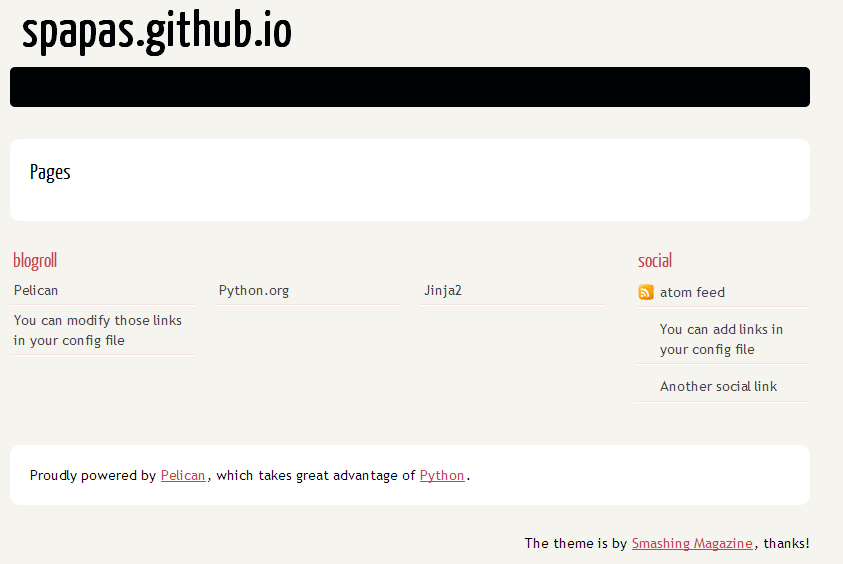 spapas.github.io
Pages
blogroll
Pelican
Python.org
Jinja2
You can modify those links
in your config file
social
atom feed
You can add links in
your config file
Another social link
Proudly powered by Pelican, which takes great advantage of Python.
The theme is by Smashing Magazine, thanks!